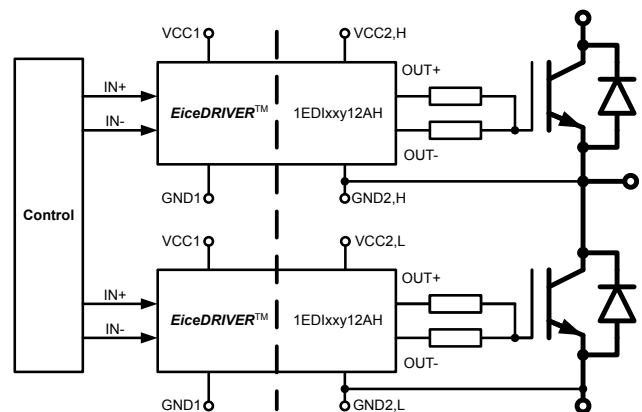 VCC1
VCC2,H
OUT+
IN+
EiceDRIVER™
1EDIxxy12AH
IN-
OUT-
GND1
GND2,H
Control
VCC1
VCC2,L
OUT+
IN+
EiceDRIVER™
1EDIxxy12AH
IN-
OUT-
GND1
GND2,L